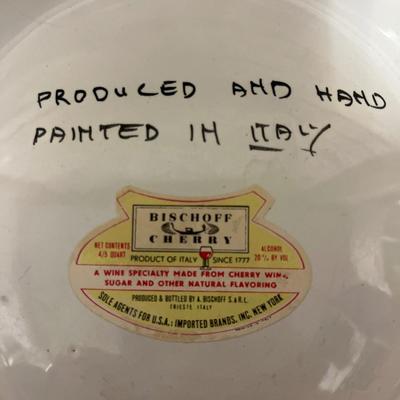 PRODUCED AND HAND
PAINTED IN ITALY
BISCHOFF
CHERRY
NET CONTENTS
4/5 QUART
ALCOHOL
20% BY VOL
PRODUCT OF ITALY SINCE 1777
A WINE SPECIALTY MADE FROM CHERRY WINE,
SUGAR AND OTHER NATURAL FLAVORING
PRODUCED & BOTTLED BY A. BISCHOFF S.a R.L.
TRIESTE ITALY
SOLE AGENTS FOR U.S.A.: IMPORTED BRANDS, INC. NEW YORK